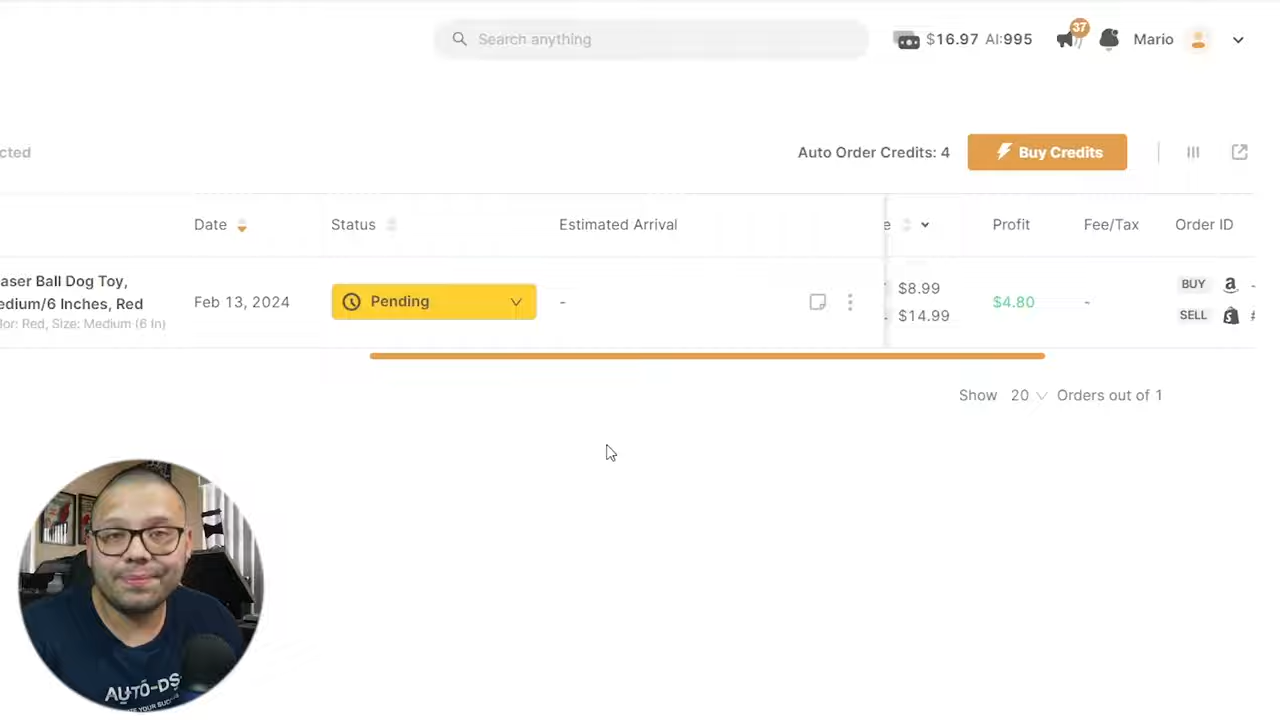 Search anything
$16.97 AI:995
37
Mario
cted
Auto Order Credits: 4
Buy Credits
Date
Status
Estimated Arrival
e
Profit
Fee/Tax
Order ID
aser Ball Dog Toy,
edium/6 Inches, Red
lor: Red, Size: Medium (6 In)
Feb 13, 2024
Pending
-
$8.99
$14.99
$4.80
-
BUY
SELL
Show 20 Orders out of 1
AUTO-DS